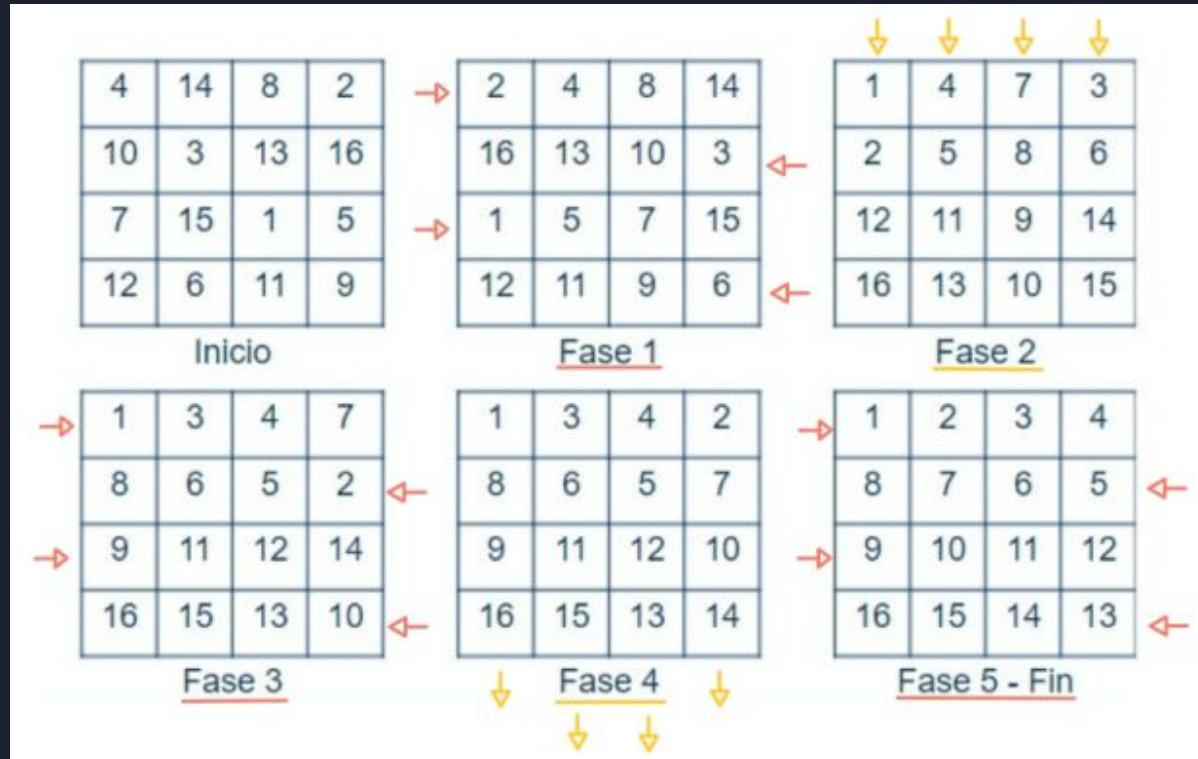 4 14 8 2
10 3 13 16
7 15 1 5
12 6 11 9
Inicio
2 4 8 14
16 13 10 3
1 5 7 15
12 11 9 6
Fase 1
1 4 7 3
2 5 8 6
12 11 9 14
16 13 10 15
Fase 2
1 3 4 7
8 6 5 2
9 11 12 14
16 15 13 10
Fase 3
1 3 4 2
8 6 5 7
9 11 12 10
16 15 13 14
Fase 4
1 2 3 4
8 7 6 5
9 10 11 12
16 15 14 13
Fase 5 - Fin